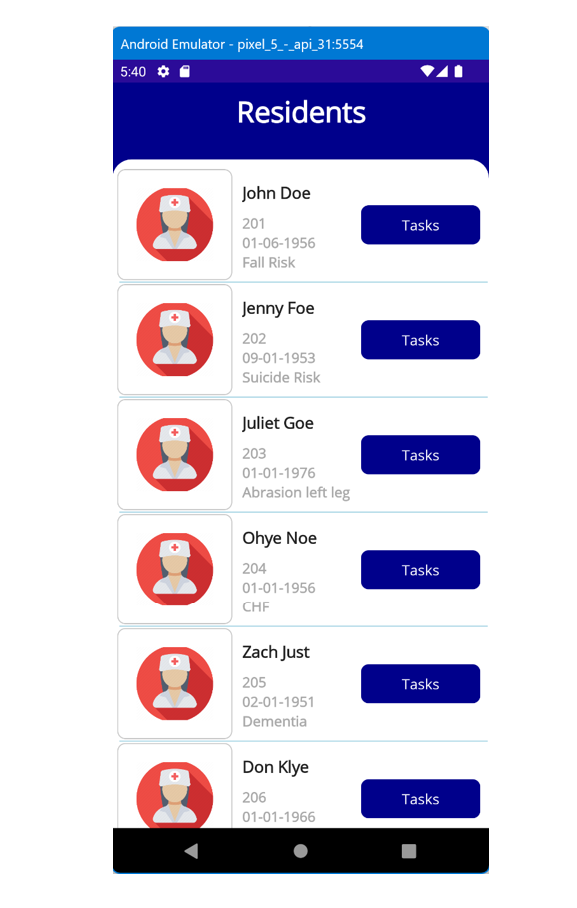 Android Emulator - pixel_5_-_api_31:5554
5:40
Residents
John Doe
201
01-06-1956
Fall Risk
Tasks
Jenny Foe
202
09-01-1953
Suicide Risk
Tasks
Juliet Goe
203
01-01-1976
Abrasion left leg
Tasks
Ohye Noe
204
01-01-1956
CHF
Tasks
Zach Just
205
02-01-1951
Dementia
Tasks
Don Klye
206
01-01-1966
Tasks